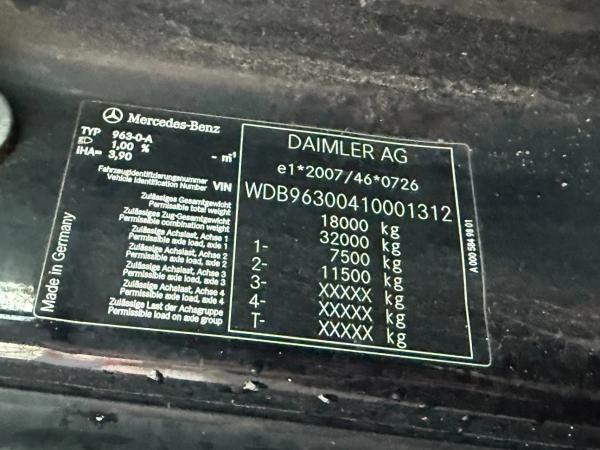 Mercedes-Benz
TYP 963-0-A
1,00 %
IHA= 3,90 - m³
Fahrzeugidentifizierungsnummer
Vehicle Identification Number VIN
Zulässiges Gesamtgewicht
Permissible total weight
Zulässiges Zug-Gesamtgewicht
Permissible combination weight
Zulässige Achslast, Achse 1
Permissible axle load, axle 1
Zulässige Achslast, Achse 2
Permissible axle load, axle 2
Zulässige Achslast, Achse 3
Permissible axle load, axle 3
Zulässige Achslast, Achse 4
Permissible axle load, axle 4
Zulässige Last der Achsgruppe
Permissible load on axle group
Made in Germany
DAIMLER AG
e1*2007/46*0726
WDB96300410001312
18000 kg
32000 kg
1- 7500 kg
2- 11500 kg
3- XXXXX kg
4- XXXXX kg
T- XXXXX kg
A 000 584 98 01